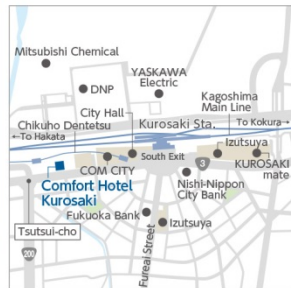 Mitsubishi Chemical
DNP
YASKAWA
Electric
Kagoshima
Main Line
City Hall
Kurosaki Sta.
To Kokura→
Chikuho Dentetsu
←To Hakata
Izutsuya
COM CITY
South Exit
3
KUROSAKI
mate
Comfort Hotel
Kurosaki
Nishi-Nippon
City Bank
Fukuoka Bank
Izutsuya
Tsutsui-cho
Fureai Street
200